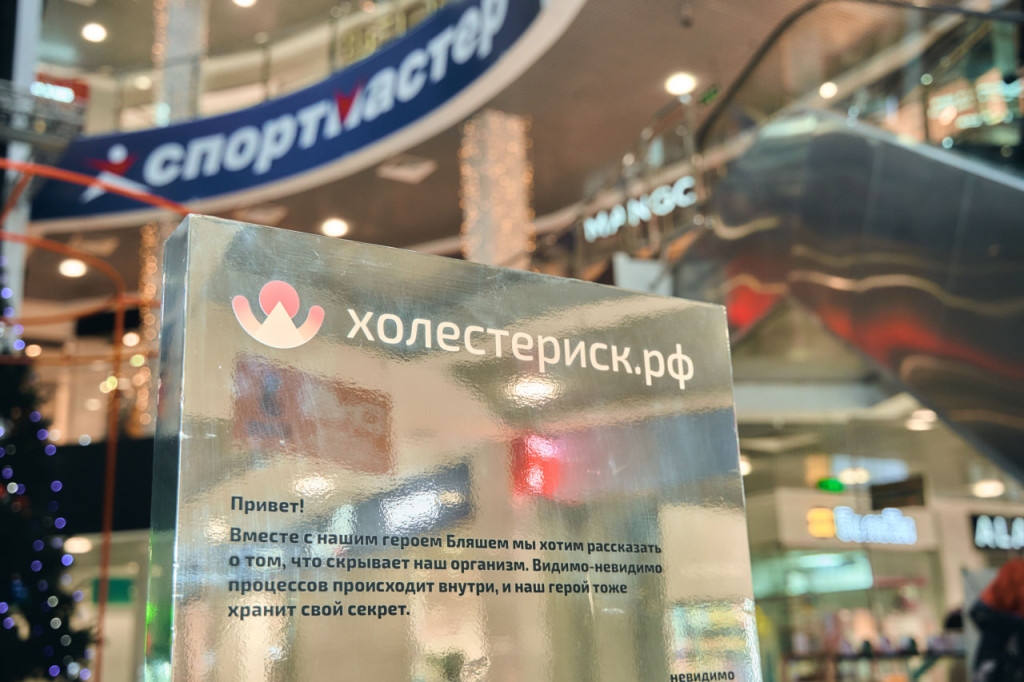 спортмастер
MANGO
холестериск.рф
Привет!
Вместе с нашим героем Бляшем мы хотим рассказать
о том, что скрывает наш организм. Видимо-невидимо
процессов происходит внутри, и наш герой тоже
хранит свой секрет.
невидимо
ALA